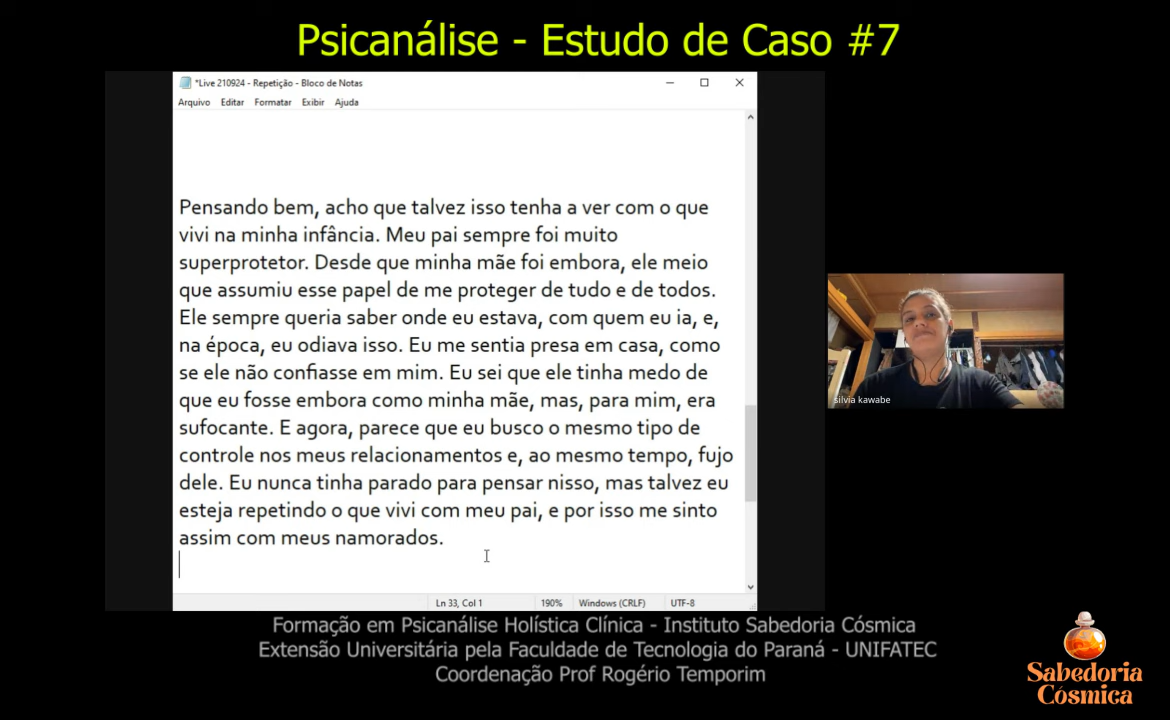 Psicanálise - Estudo de Caso #7
*Live 210924 - Repetição - Bloco de Notas
Arquivo Editar Formatar Exibir Ajuda
Pensando bem, acho que talvez isso tenha a ver com o que
vivi na minha infância. Meu pai sempre foi muito
superprotetor. Desde que minha mãe foi embora, ele meio
que assumiu esse papel de me proteger de tudo e de todos.
Ele sempre queria saber onde eu estava, com quem eu ia, e,
na época, eu odiava isso. Eu me sentia presa em casa, como
se ele não confiasse em mim. Eu sei que ele tinha medo de
que eu fosse embora como minha mãe, mas, para mim, era
sufocante. E agora, parece que eu busco o mesmo tipo de
controle nos meus relacionamentos e, ao mesmo tempo, fujo
dele. Eu nunca tinha parado para pensar nisso, mas talvez eu
esteja repetindo o que vivi com meu pai, e por isso me sinto
assim com meus namorados.
Ln 33, Col 1 190% Windows (CRLF) UTF-8
silvia kawabe
Formação em Psicanálise Holística Clínica - Instituto Sabedoria Cósmica
Extensão Universitária pela Faculdade de Tecnologia do Paraná - UNIFATEC
Coordenação Prof Rogério Temporim
Sabedoria
Cósmica